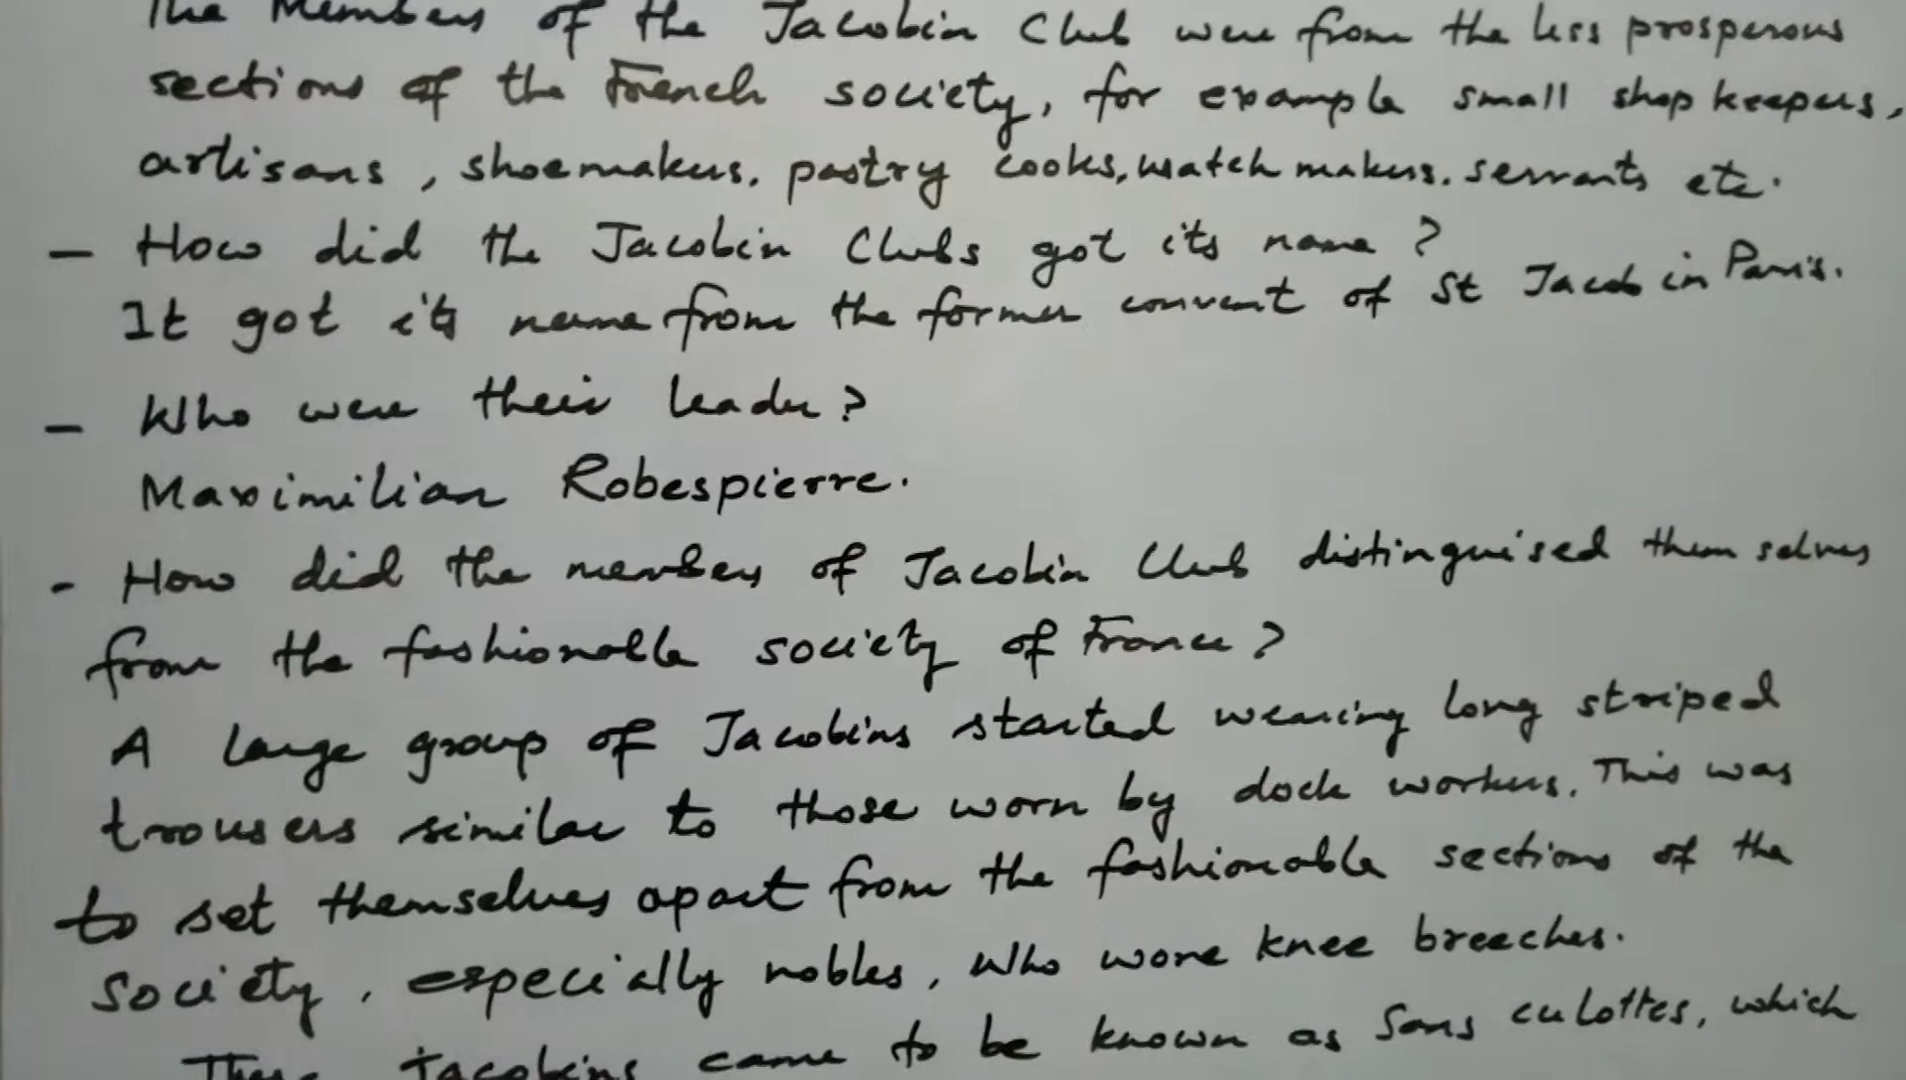 The Members of the Jacobin Club were from the less prosperous
sections of the French society, for example small shop keepers,
artisans, shoemakers, pastry cooks, watch makers, servants etc.
- How did the Jacobin Clubs got its name?
It got its name from the former convent of St Jacob in Paris.
- Who were their leader?
Maximilian Robespierre.
- How did the members of Jacobin Club distinguised themselves
from the fashionable society of France?
A large group of Jacobins started wearing long striped
trousers similar to those worn by dock workers. This was
to set themselves apart from the fashionable sections of the
society, especially nobles, who wore knee breeches.
These Jacobins came to be known as Sans culottes, which